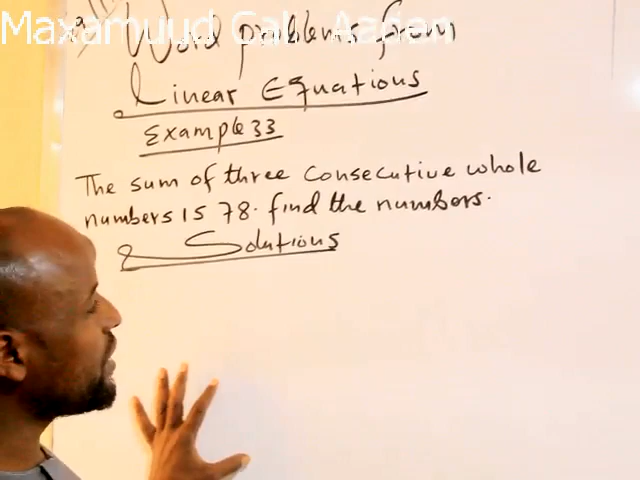 Maxamuud Gabi Aaden
Word problems from
Linear Equations
Example 33
The sum of three consecutive whole
numbers is 78. find the numbers.
Solutions